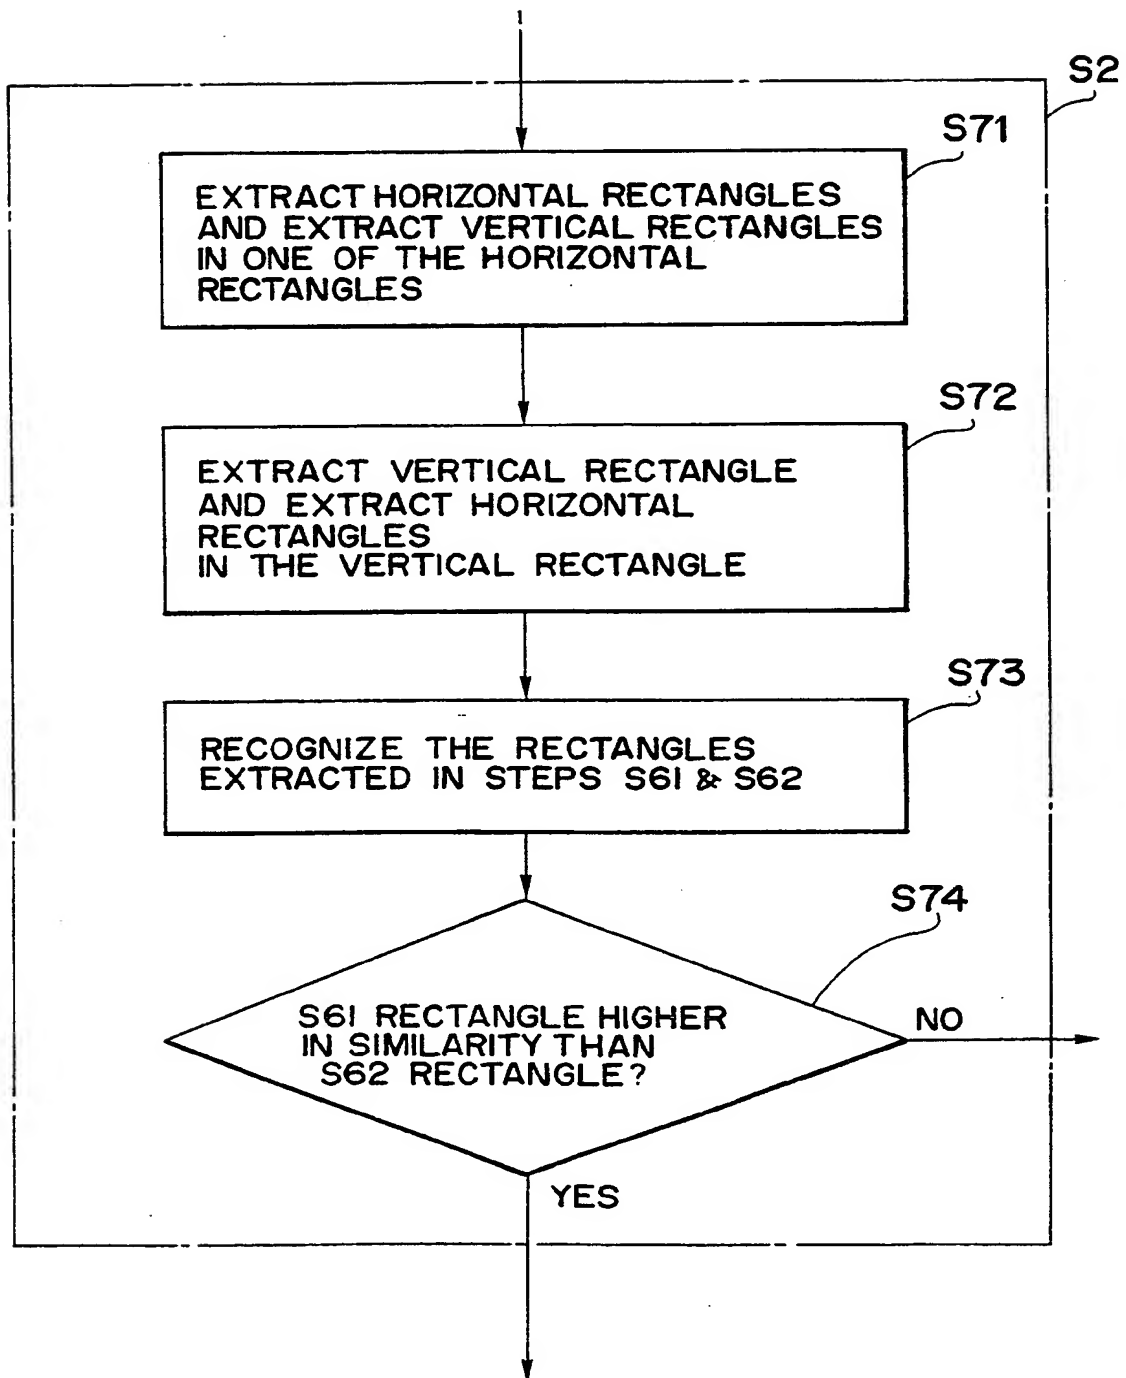 S2
S71
EXTRACT HORIZONTAL RECTANGLES
AND EXTRACT VERTICAL RECTANGLES
IN ONE OF THE HORIZONTAL
RECTANGLES
S72
EXTRACT VERTICAL RECTANGLE
AND EXTRACT HORIZONTAL
RECTANGLES
IN THE VERTICAL RECTANGLE
S73
RECOGNIZE THE RECTANGLES
EXTRACTED IN STEPS S61 & S62
S74
S61 RECTANGLE HIGHER
IN SIMILARITY THAN
S62 RECTANGLE?
NO
YES